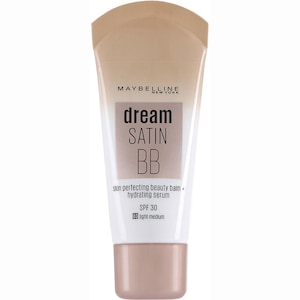 MAYBELLINE
NEW YORK
dream
SATIN
BB
skin perfecting beauty balm +
hydrating serum
SPF 30
light medium